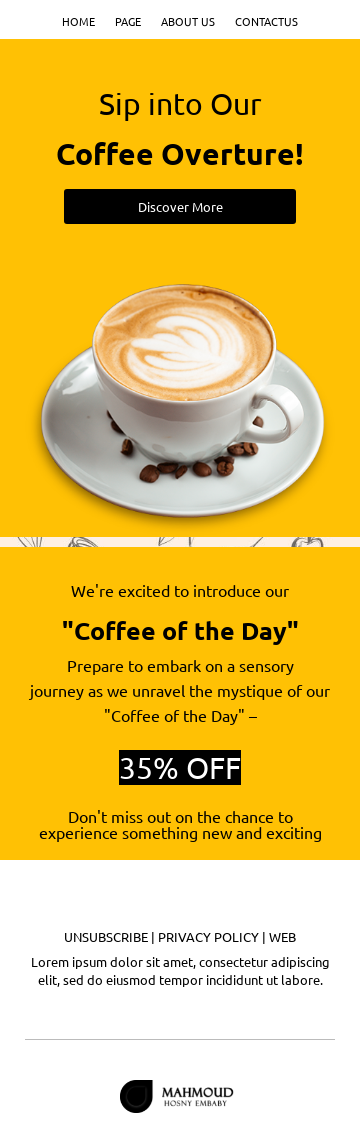 HOME PAGE ABOUT US CONTACTUS
Sip into Our
Coffee Overture!
Discover More
We're excited to introduce our
"Coffee of the Day"
Prepare to embark on a sensory
journey as we unravel the mystique of our
"Coffee of the Day" –
35% OFF
Don't miss out on the chance to
experience something new and exciting
UNSUBSCRIBE | PRIVACY POLICY | WEB
Lorem ipsum dolor sit amet, consectetur adipiscing
elit, sed do eiusmod tempor incididunt ut labore.
MAHMOUD
HOSNY EMBABY